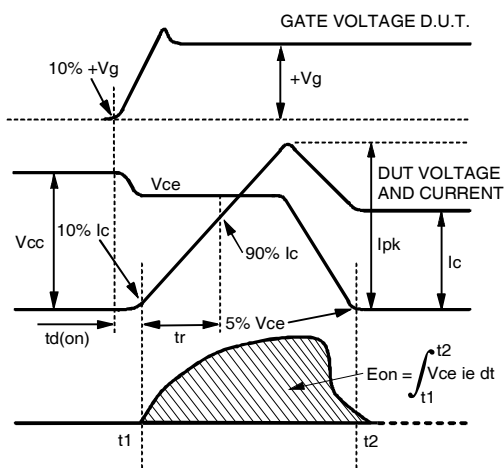 GATE VOLTAGE D.U.T.
10% +Vg
+Vg
DUT VOLTAGE
AND CURRENT
Vce
Vcc
10% Ic
90% Ic
Ipk
Ic
5% Vce
td(on)
tr
Eon = ∫ Vce ie dt
t2
t1
t1
t2